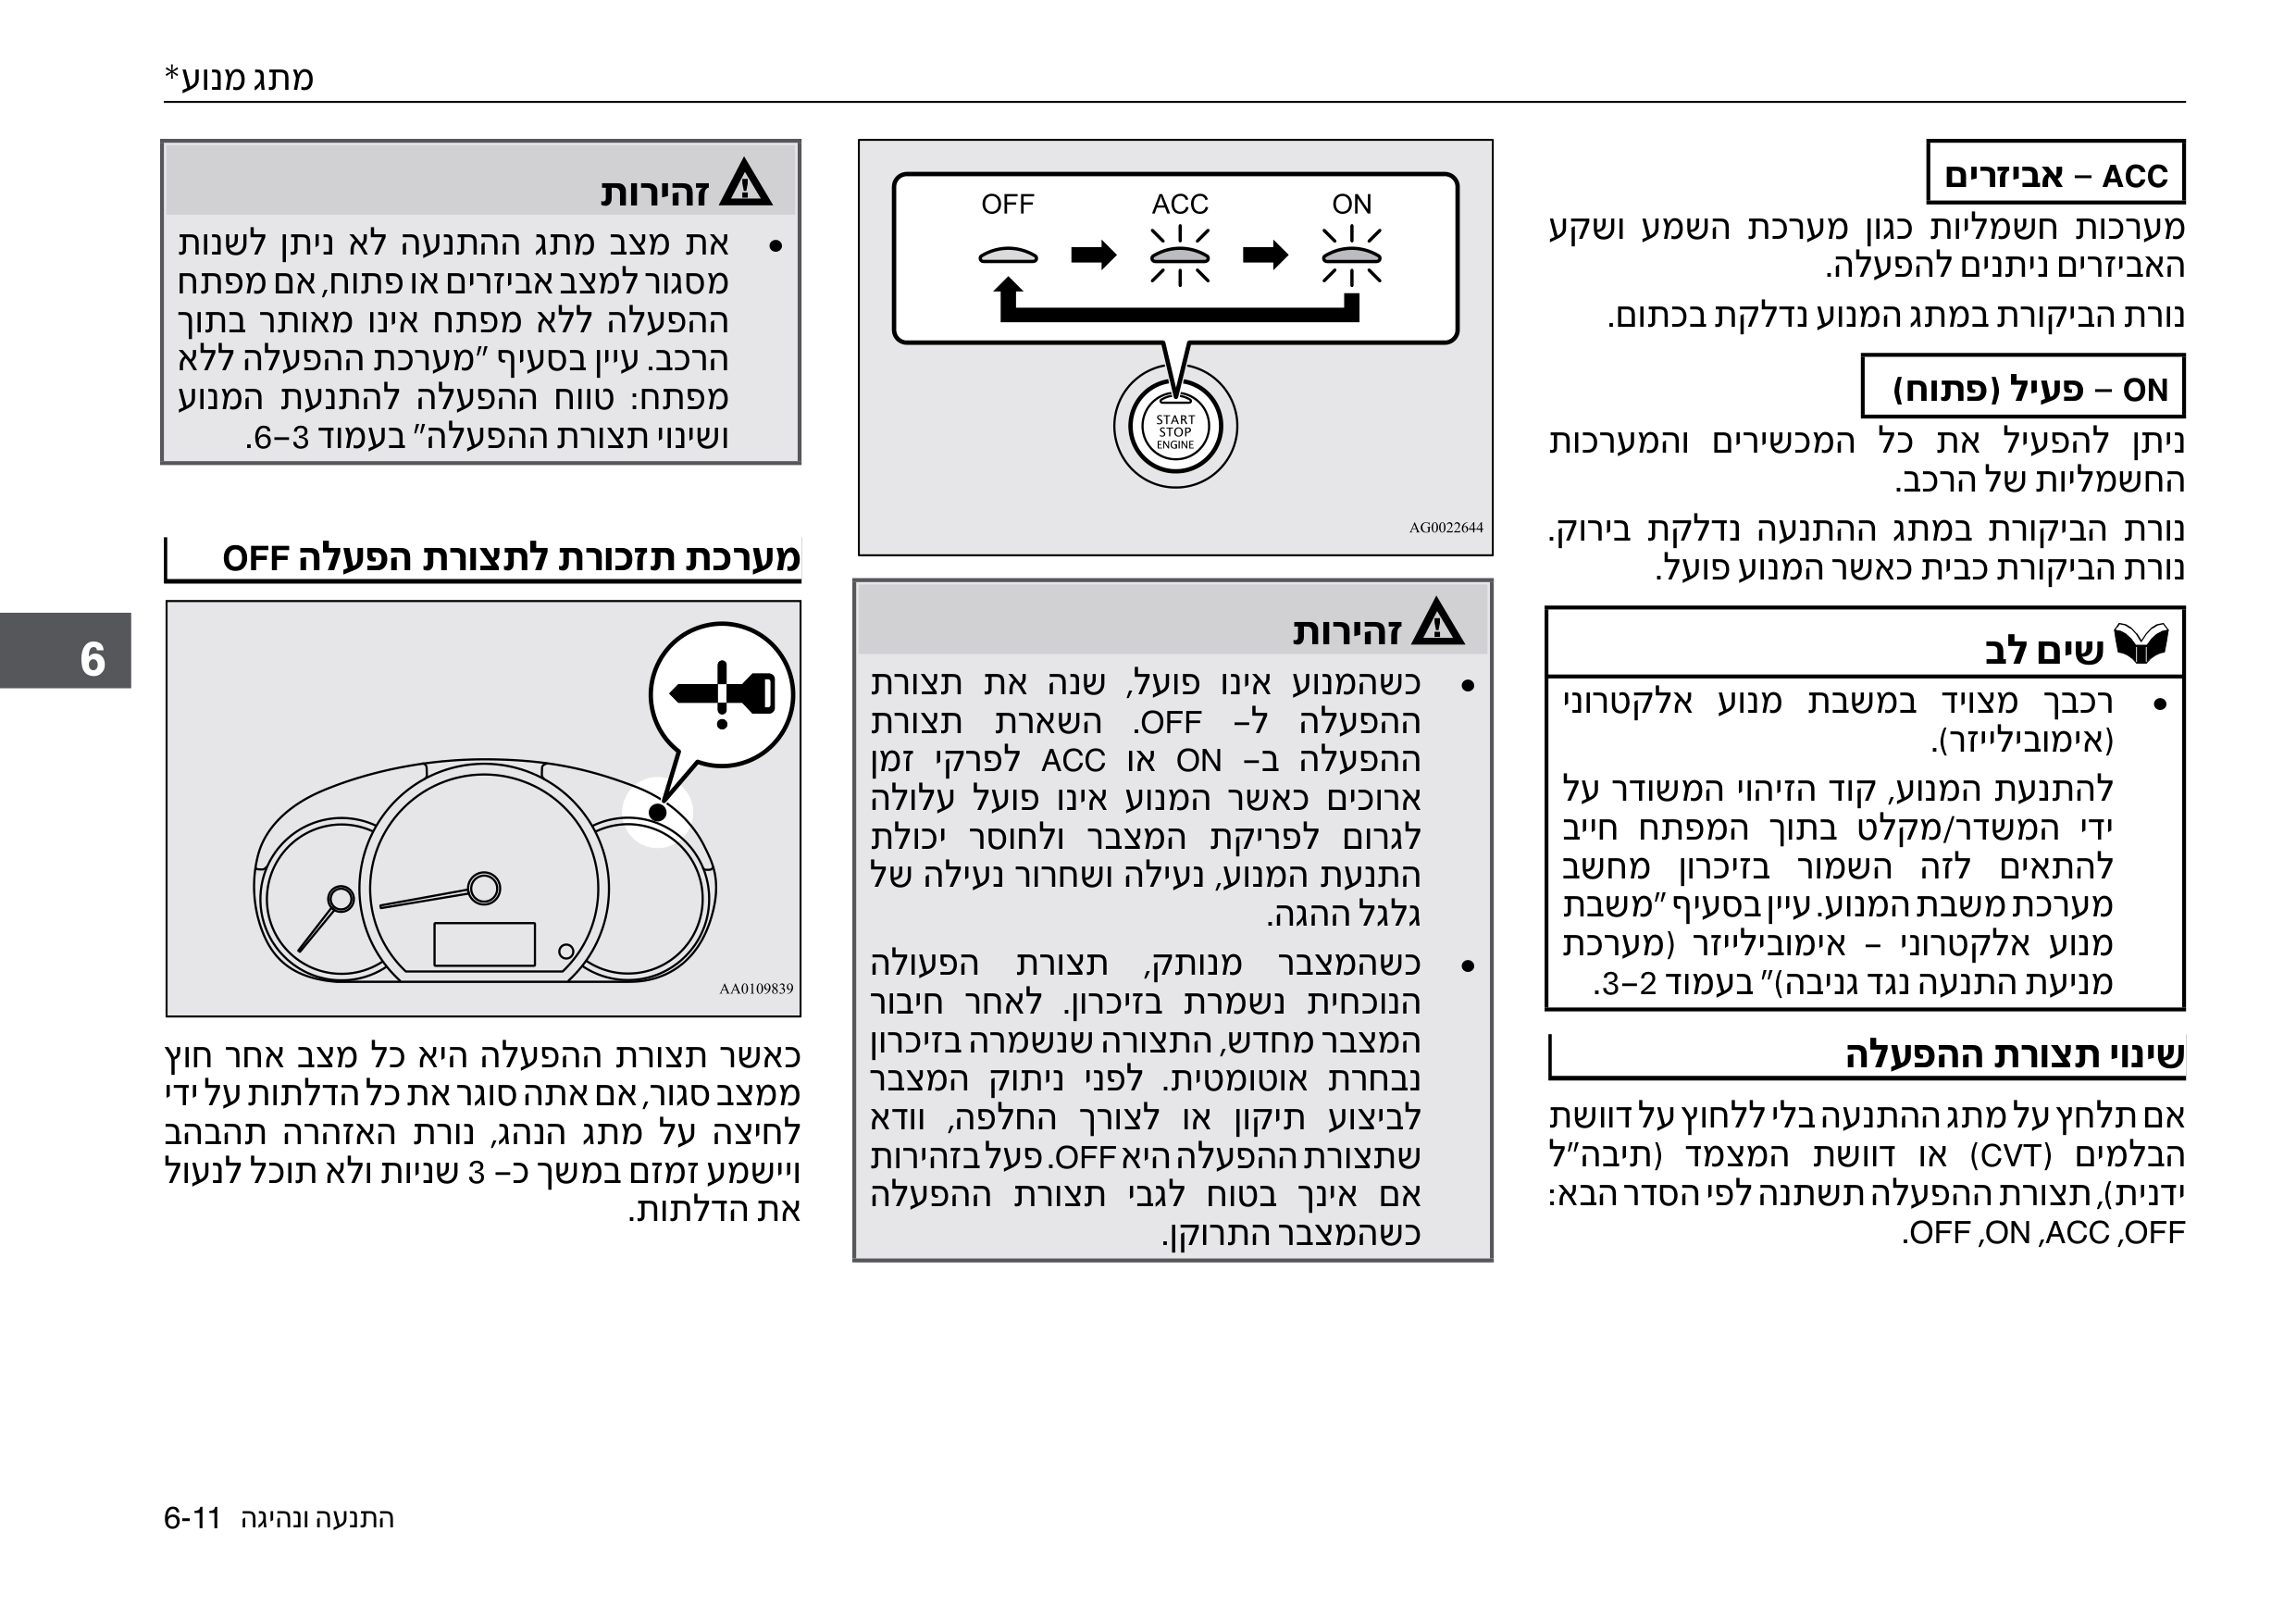 מתג מנוע*
ACC – אביזרים
מערכות חשמליות כגון מערכת השמע ושקע
האביזרים ניתנים להפעלה.
נורת הביקורת במתג המנוע נדלקת בכתום.
ON – פעיל (פתוח)
ניתן להפעיל את כל המכשירים והמערכות
החשמליות של הרכב.
נורת הביקורת במתג ההתנעה נדלקת בירוק.
נורת הביקורת כבית כאשר המנוע פועל.
שים לב
• רכבך מצויד במשבת מנוע אלקטרוני
(אימובילייזר).
להתנעת המנוע, קוד הזיהוי המשודר על
ידי המשדר/מקלט בתוך המפתח חייב
להתאים לזה השמור בזיכרון מחשב
מערכת משבת המנוע. עיין בסעיף ״משבת
מנוע אלקטרוני – אימובילייזר (מערכת
מניעת התנעה נגד גניבה)״ בעמוד 3–2.
שינוי תצורת ההפעלה
אם תלחץ על מתג ההתנעה בלי ללחוץ על דוושת
הבלמים (CVT) או דוושת המצמד (תיבה״ל
ידנית), תצורת ההפעלה תשתנה לפי הסדר הבא:
OFF, ACC, ON, OFF.
OFF ACC ON
START
STOP
ENGINE
AG0022644
זהירות
• כשהמנוע אינו פועל, שנה את תצורת
ההפעלה ל– OFF. השארת תצורת
ההפעלה ב– ON או ACC לפרקי זמן
ארוכים כאשר המנוע אינו פועל עלולה
לגרום לפריקת המצבר ולחוסר יכולת
התנעת המנוע, נעילה ושחרור נעילה של
גלגל ההגה.
• כשהמצבר מנותק, תצורת הפעולה
הנוכחית נשמרת בזיכרון. לאחר חיבור
המצבר מחדש, התצורה שנשמרה בזיכרון
נבחרת אוטומטית. לפני ניתוק המצבר
לביצוע תיקון או לצורך החלפה, וודא
שתצורת ההפעלה היא OFF. פעל בזהירות
אם אינך בטוח לגבי תצורת ההפעלה
כשהמצבר התרוקן.
זהירות
• את מצב מתג ההתנעה לא ניתן לשנות
מסגור למצב אביזרים או פתוח, אם מפתח
ההפעלה ללא מפתח אינו מאותר בתוך
הרכב. עיין בסעיף ״מערכת ההפעלה ללא
מפתח: טווח ההפעלה להתנעת המנוע
ושינוי תצורת ההפעלה״ בעמוד 6–3.
מערכת תזכורת לתצורת הפעלה OFF
AA0109839
כאשר תצורת ההפעלה היא כל מצב אחר חוץ
ממצב סגור, אם אתה סוגר את כל הדלתות על ידי
לחיצה על מתג הנהג, נורת האזהרה תהבהב
ויישמע זמזם במשך כ– 3 שניות ולא תוכל לנעול
את הדלתות.
6
התנעה ונהיגה 6-11